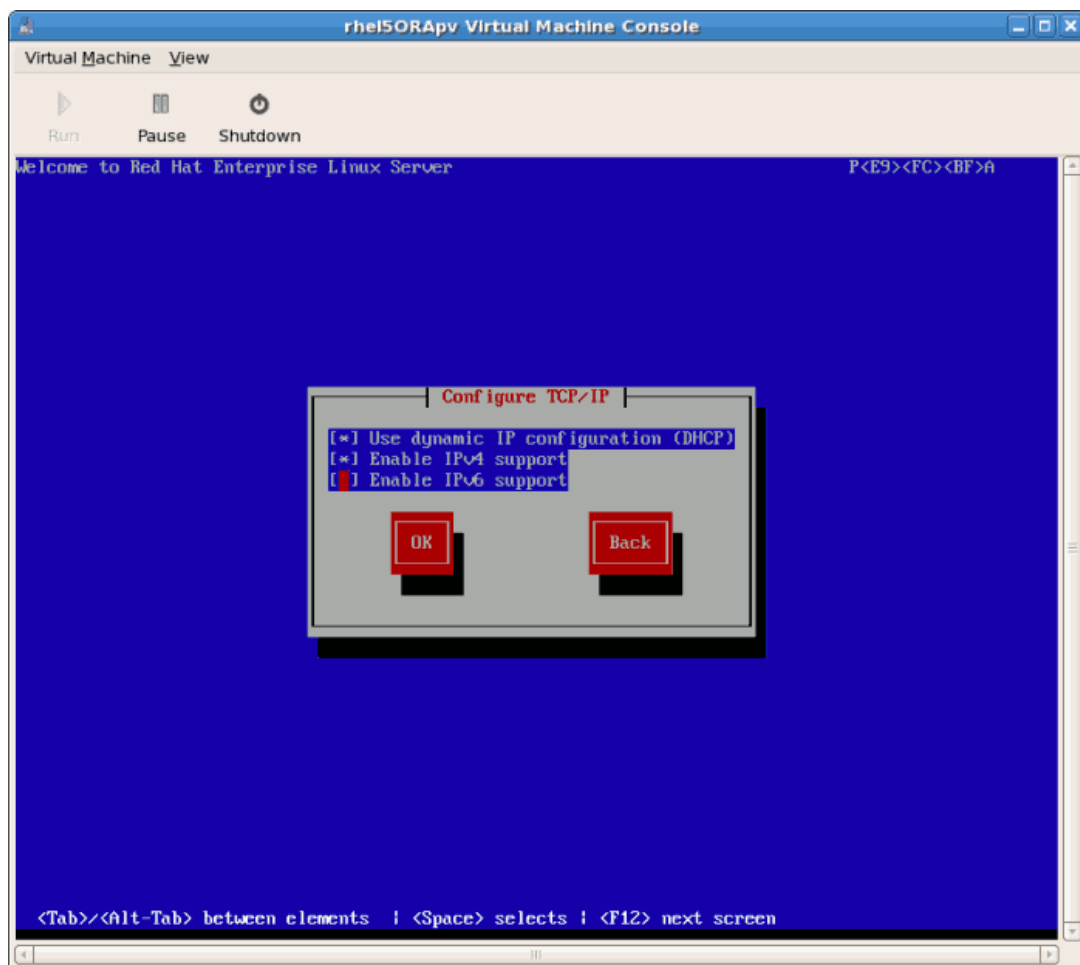 rhel5ORApv Virtual Machine Console
Virtual Machine View
Run Pause Shutdown
Welcome to Red Hat Enterprise Linux Server P<E9><FC><BF>A
Configure TCP/IP
[*] Use dynamic IP configuration (DHCP)
[*] Enable IPv4 support
[ ] Enable IPv6 support
OK Back
<Tab>/<Alt-Tab> between elements | <Space> selects | <F12> next screen